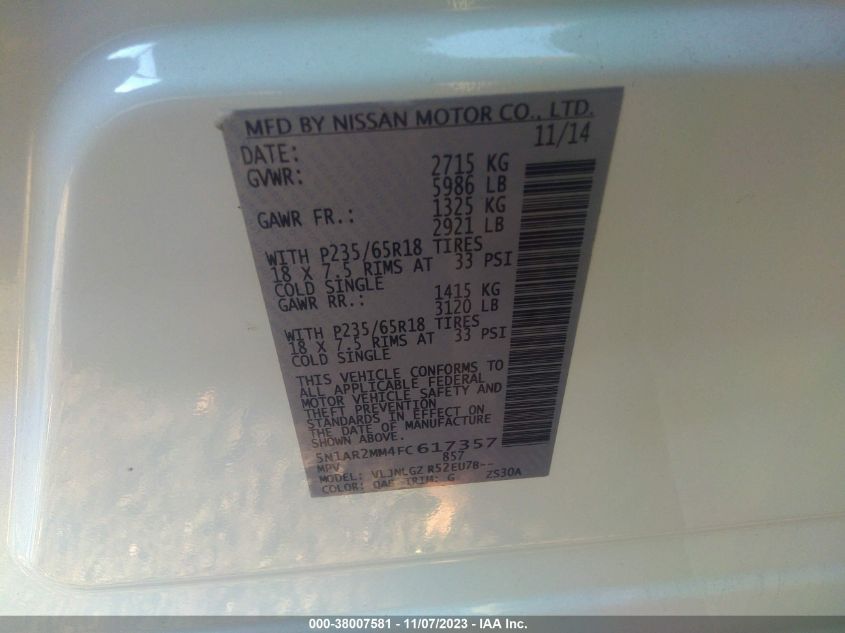 MFD BY NISSAN MOTOR CO., LTD.
DATE: 11/14
GVWR: 2715 KG
5986 LB
GAWR FR.: 1325 KG
2921 LB
WITH P235/65R18 TIRES
18 X 7.5 RIMS AT 33 PSI
COLD SINGLE
GAWR RR.: 1415 KG
3120 LB
WITH P235/65R18 TIRES
18 X 7.5 RIMS AT 33 PSI
COLD SINGLE
THIS VEHICLE CONFORMS TO
ALL APPLICABLE FEDERAL
MOTOR VEHICLE SAFETY AND
THEFT PREVENTION
STANDARDS IN EFFECT ON
THE DATE OF MANUFACTURE
SHOWN ABOVE.
5N1AR2MM4FC617357
MPV 857
MODEL: VLJNLGZ R52EU78--
COLOR: QAB TRIM: G ZS30A
000-38007581 - 11/07/2023 - IAA Inc.